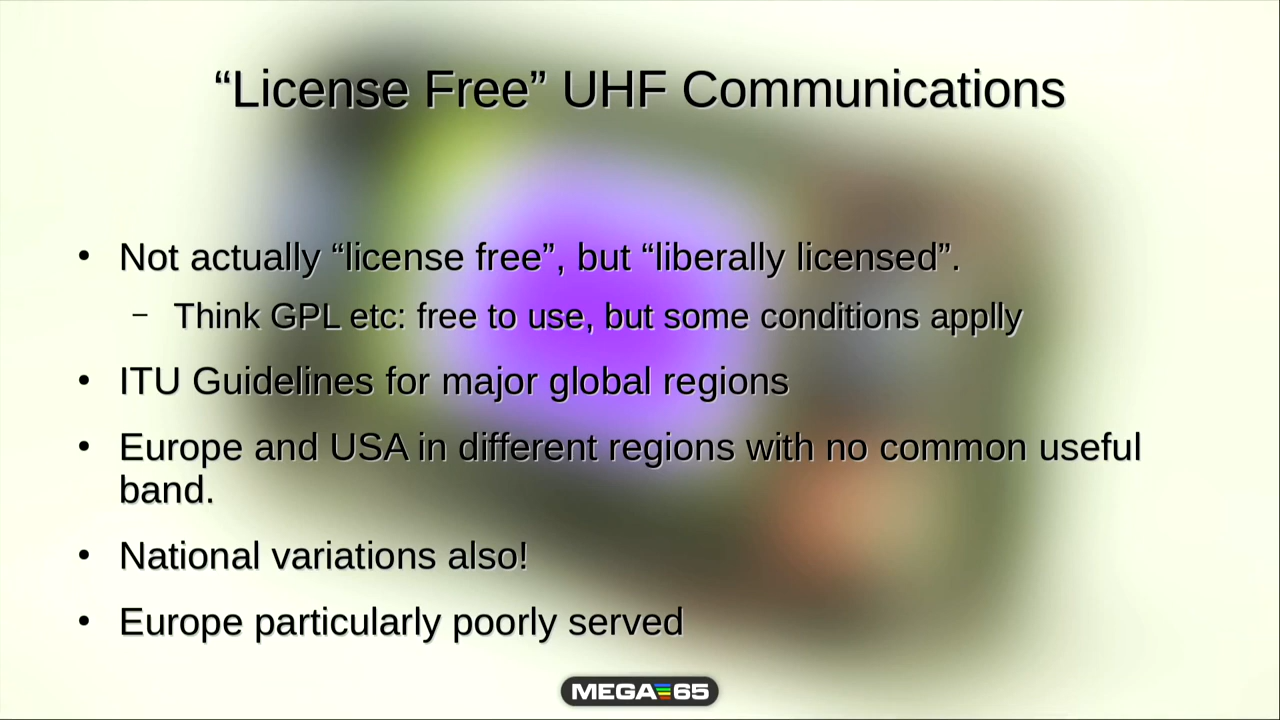 “License Free” UHF Communications
• Not actually “license free”, but “liberally licensed”.
– Think GPL etc: free to use, but some conditions applly
• ITU Guidelines for major global regions
• Europe and USA in different regions with no common useful
band.
• National variations also!
• Europe particularly poorly served
MEGA65